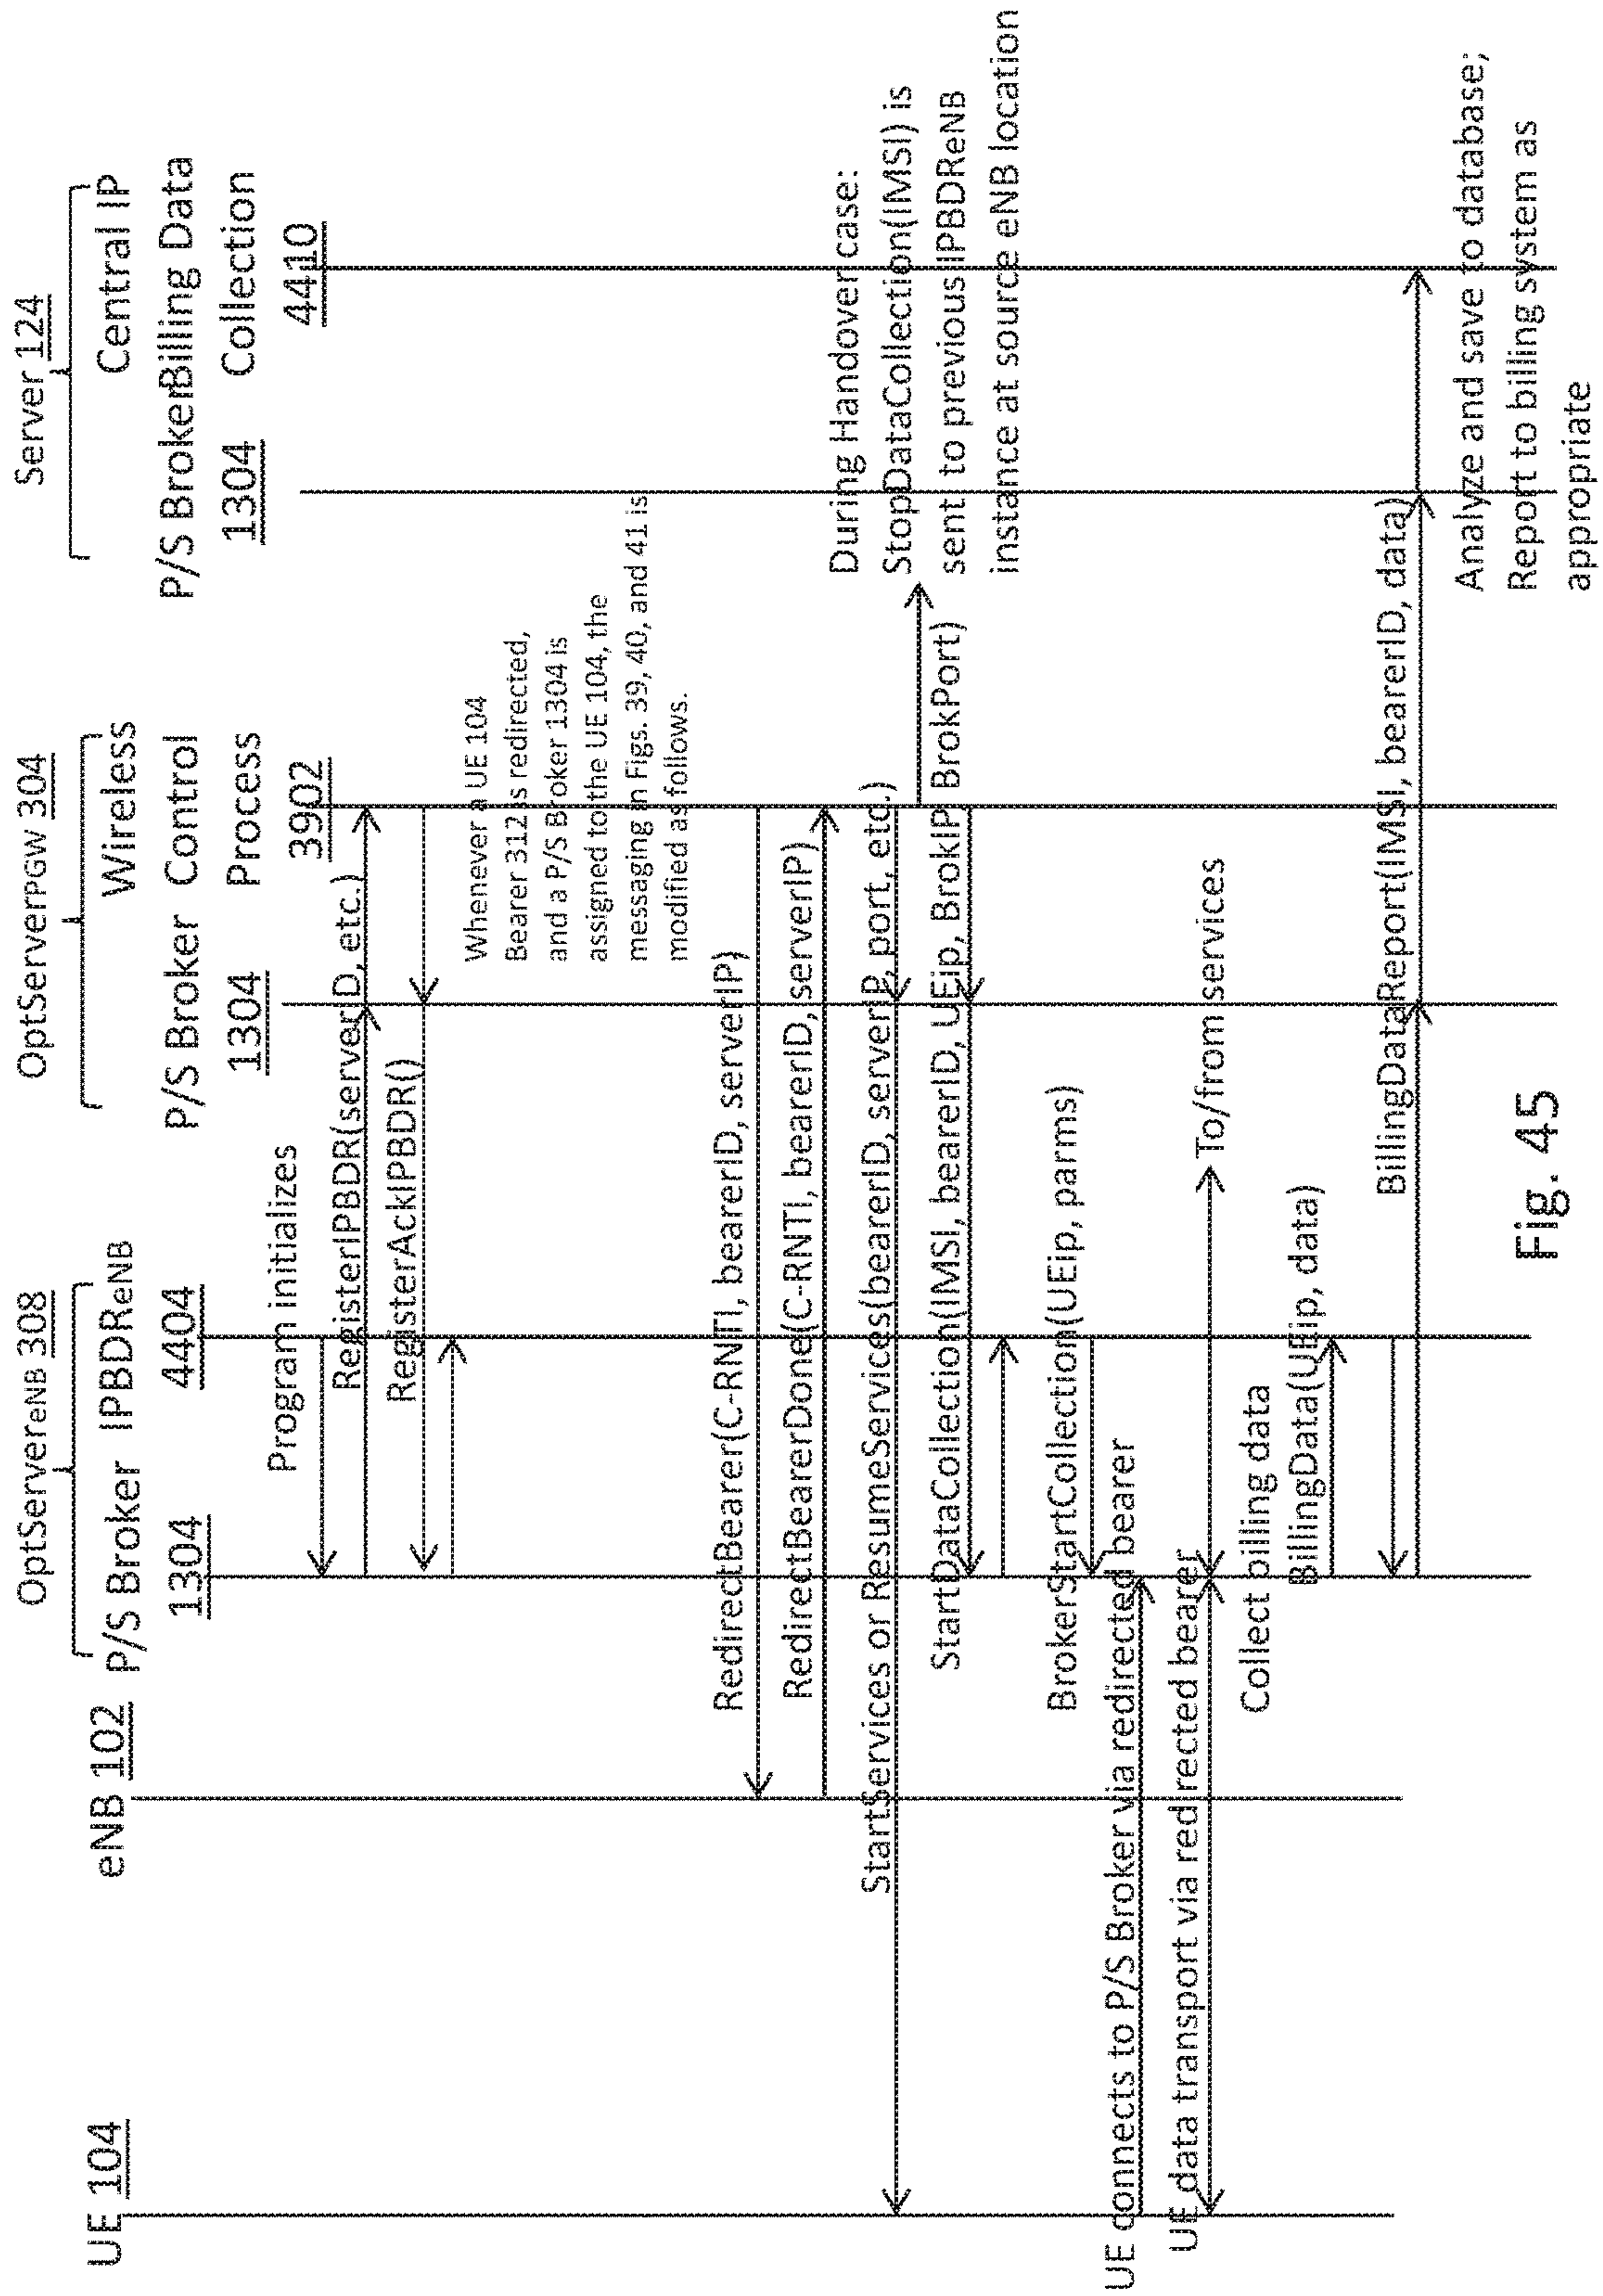 UE 104
eNB 102
OptServereNB 308
P/S Broker
1304
IPBDReNB
4404
OptServerPGW 304
P/S Broker
1304
Wireless
Control
Process
3902
Server 124
P/S Broker
1304
Central IP
Billing Data
Collection
4410
Program initializes
RegisterIPBDR(serverID, etc.)
RegisterAckIPBDR()
Whenever a UE 104
Bearer 312 is redirected,
and a P/S Broker 1304 is
assigned to the UE 104, the
messaging in Figs. 39, 40, and 41 is
modified as follows.
RedirectBearer(C-RNTI, bearerID, serverIP)
RedirectBearerDone(C-RNTI, bearerID, serverIP)
StartServices or ResumeServices(bearerID, serverIP, port, etc.)
During Handover case:
StopDataCollection(IMSI) is
sent to previous IPBDReNB
instance at source eNB location
StartDataCollection(IMSI, bearerID, UEip, BrokIP, BrokPort)
BrokerStartCollection(UEip, parms)
UE connects to P/S Broker via redirected bearer
UE data transport via redirected bearer
To/from services
Collect billing data
BillingData(UEip, data)
BillingDataReport(IMSI, bearerID, data)
Analyze and save to database;
Report to billing system as
appropriate
Fig. 45